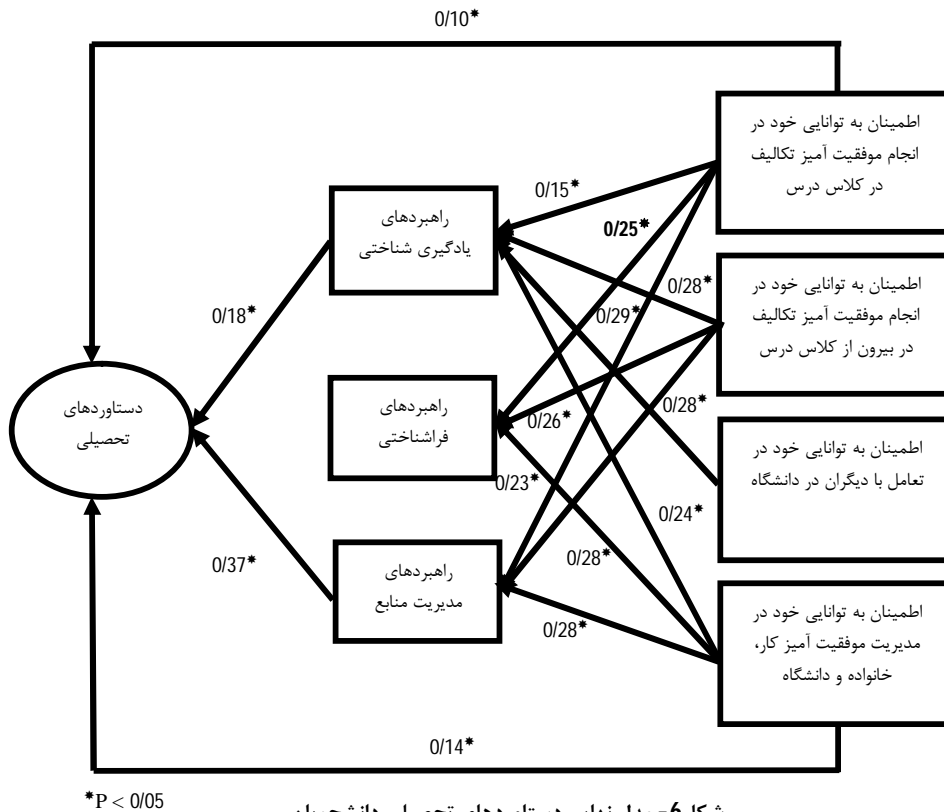 0/10*
اطمینان به توانایی خود در
انجام موفقیت آمیز تکالیف
در کلاس درس
0/15*
راهبردهای
یادگیری شناختی
0/25*
اطمینان به توانایی خود در
انجام موفقیت آمیز تکالیف
در بیرون از کلاس درس
0/28*
0/29*
0/18*
دستاوردهای
تحصیلی
راهبردهای
فراشناختی
0/28*
0/26*
اطمینان به توانایی خود در
تعامل با دیگران در دانشگاه
0/23*
0/24*
0/37*
راهبردهای
مدیریت منابع
0/28*
0/28*
اطمینان به توانایی خود در
مدیریت موفقیت آمیز کار،
خانواده و دانشگاه
0/14*
*P < 0/05